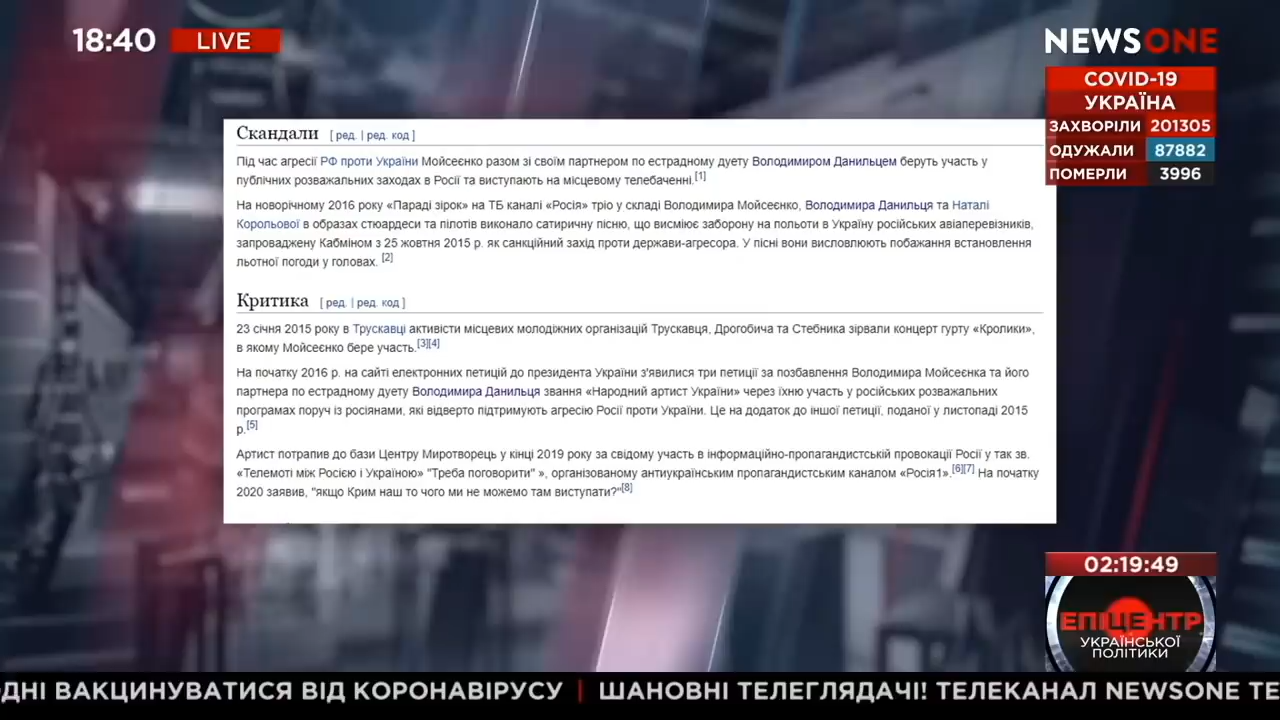 18:40 LIVE
NEWSONE
COVID-19
УКРАЇНА
ЗАХВОРІЛИ 201305
ОДУЖАЛИ 87882
ПОМЕРЛИ 3996
Скандали [ ред. | ред. код ]
Під час агресії РФ проти України Мойсеєнко разом зі своїм партнером по естрадному дуету Володимиром Данильцем беруть участь у
публічних розважальних заходах в Росії та виступають на місцевому телебаченні.[1]
На новорічному 2016 року «Параді зірок» на ТБ каналі «Росія» тріо у складі Володимира Мойсеєнко, Володимира Данильця та Наталі
Корольової в образах стюардеси та пілотів виконало сатиричну пісню, що висміює заборону на польоти в Україну російських авіаперевізників,
запроваджену Кабміном з 25 жовтня 2015 р. як санкційний захід проти держави-агресора. У пісні вони висловлюють побажання встановлення
льотної погоди у головах. [2]
Критика [ ред. | ред. код ]
23 січня 2015 року в Трускавці активісти місцевих молодіжних організацій Трускавця, Дрогобича та Стебника зірвали концерт гурту «Кролики»,
в якому Мойсеєнко бере участь.[3][4]
На початку 2016 р. на сайті електронних петицій до президента України з'явилися три петиції за позбавлення Володимира Мойсеєнка та його
партнера по естрадному дуету Володимира Данильця звання «Народний артист України» через їхню участь у російських розважальних
програмах поруч із росіянами, які відверто підтримують агресію Росії проти України. Це на додаток до іншої петиції, поданої у листопаді 2015
р.[5]
Артист потрапив до бази Центру Миротворець у кінці 2019 року за свідому участь в інформаційно-пропагандистській провокації Росії у так зв.
«Телемоті між Росією і Україною» "Треба поговорити" », організованому антиукраїнським пропагандистським каналом «Росія1».[6][7] На початку
2020 заявив, "якщо Крим наш то чого ми не можемо там виступати?"[8]
02:19:49
ЕПІЦЕНТР
УКРАЇНСЬКОЇ
ПОЛІТИКИ
ОДНІ ВАКЦИНУВАТИСЯ ВІД КОРОНАВІРУСУ | ШАНОВНІ ТЕЛЕГЛЯДАЧІ! ТЕЛЕКАНАЛ NEWSONE ТЕ